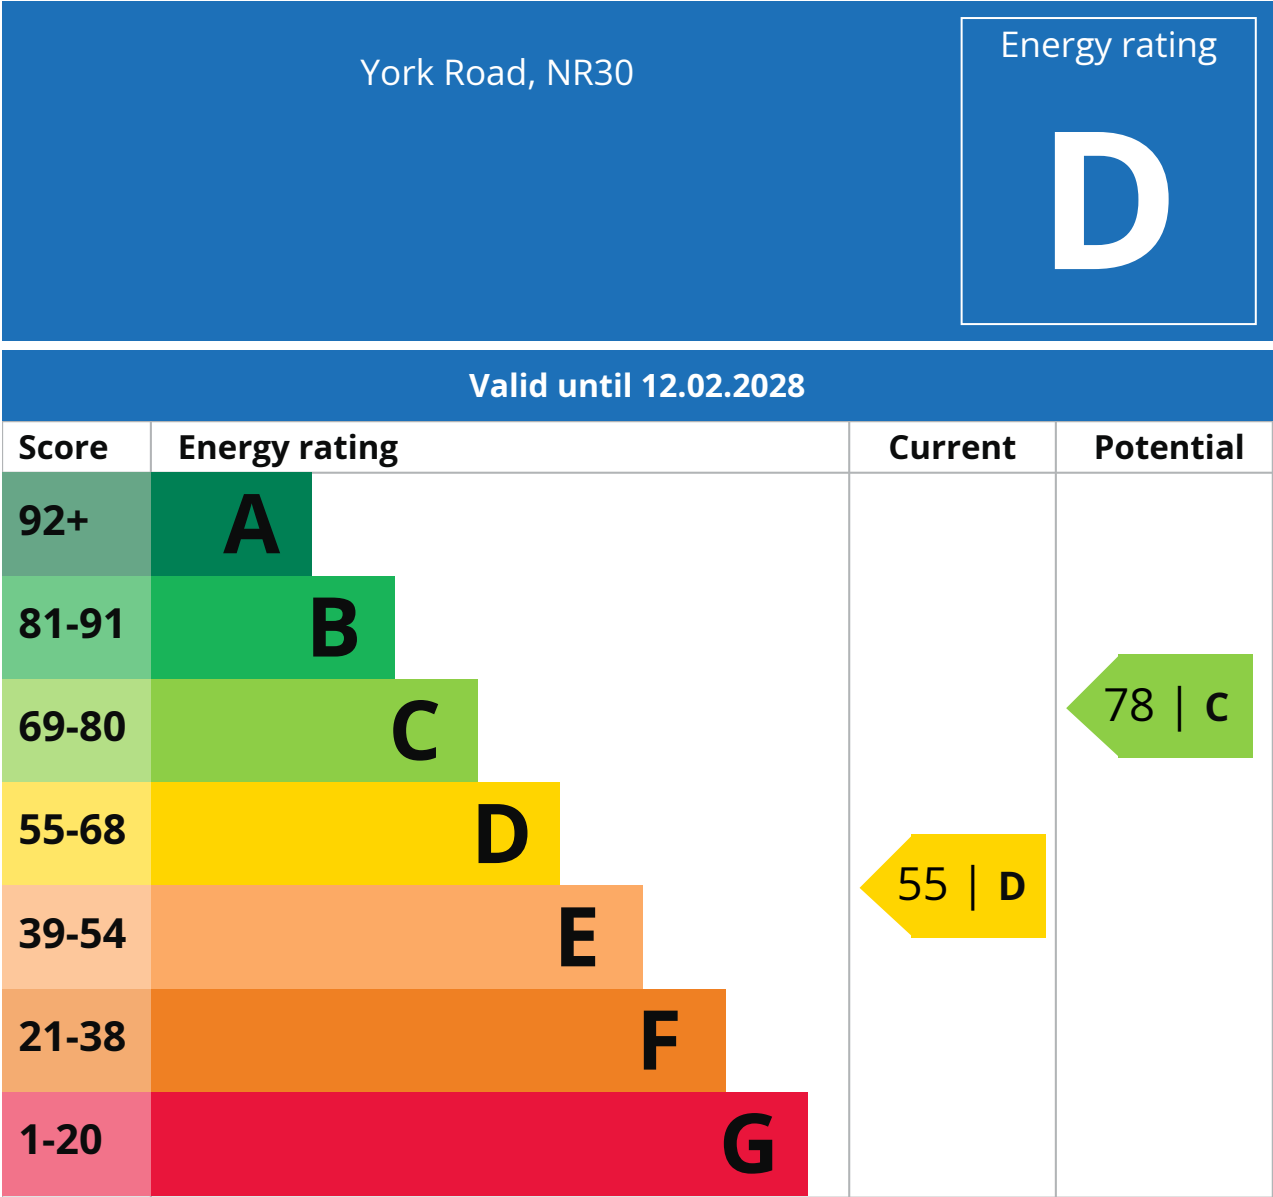 York Road, NR30
Energy rating
D
Valid until 12.02.2028
Score Energy rating Current Potential
92+ A
81-91 B
69-80 C
78 | C
55-68 D
55 | D
39-54 E
21-38 F
1-20 G